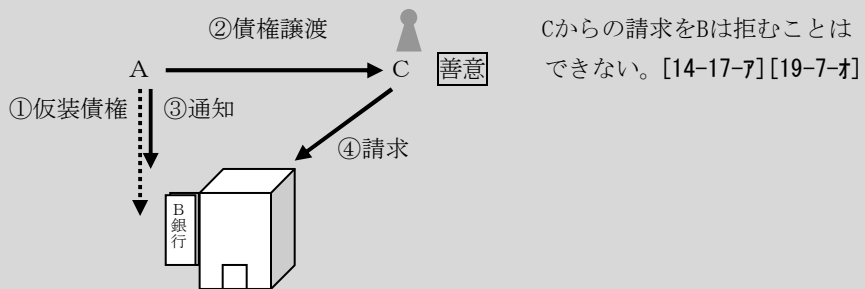 ②債権譲渡
Cからの請求をBは拒むことは
できない。[14-17-ｱ][19-7-ｵ]
A
C
善意
①仮装債権
③通知
④請求
B銀行